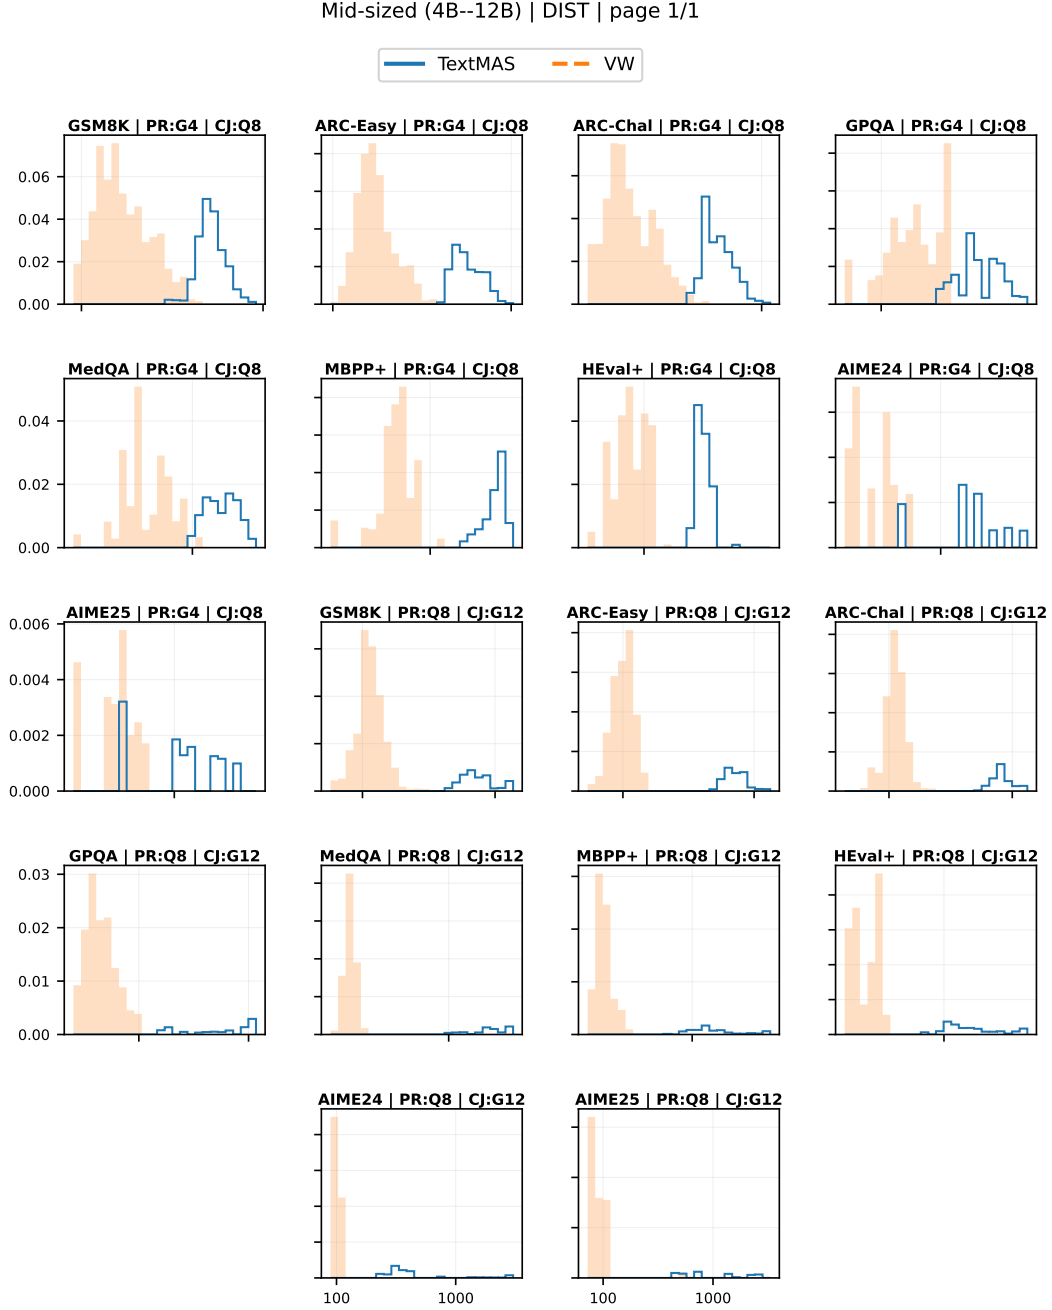 Mid-sized (4B--12B) | DIST | page 1/1
TextMAS VW
GSM8K | PR:G4 | CJ:Q8
ARC-Easy | PR:G4 | CJ:Q8
ARC-Chal | PR:G4 | CJ:Q8
GPQA | PR:G4 | CJ:Q8
0.06
0.04
0.02
0.00
MedQA | PR:G4 | CJ:Q8
MBPP+ | PR:G4 | CJ:Q8
HEval+ | PR:G4 | CJ:Q8
AIME24 | PR:G4 | CJ:Q8
0.04
0.02
0.00
AIME25 | PR:G4 | CJ:Q8
GSM8K | PR:Q8 | CJ:G12
ARC-Easy | PR:Q8 | CJ:G12
ARC-Chal | PR:Q8 | CJ:G12
0.006
0.004
0.002
0.000
GPQA | PR:Q8 | CJ:G12
MedQA | PR:Q8 | CJ:G12
MBPP+ | PR:Q8 | CJ:G12
HEval+ | PR:Q8 | CJ:G12
0.03
0.02
0.01
0.00
AIME24 | PR:Q8 | CJ:G12
AIME25 | PR:Q8 | CJ:G12
100 1000
100 1000